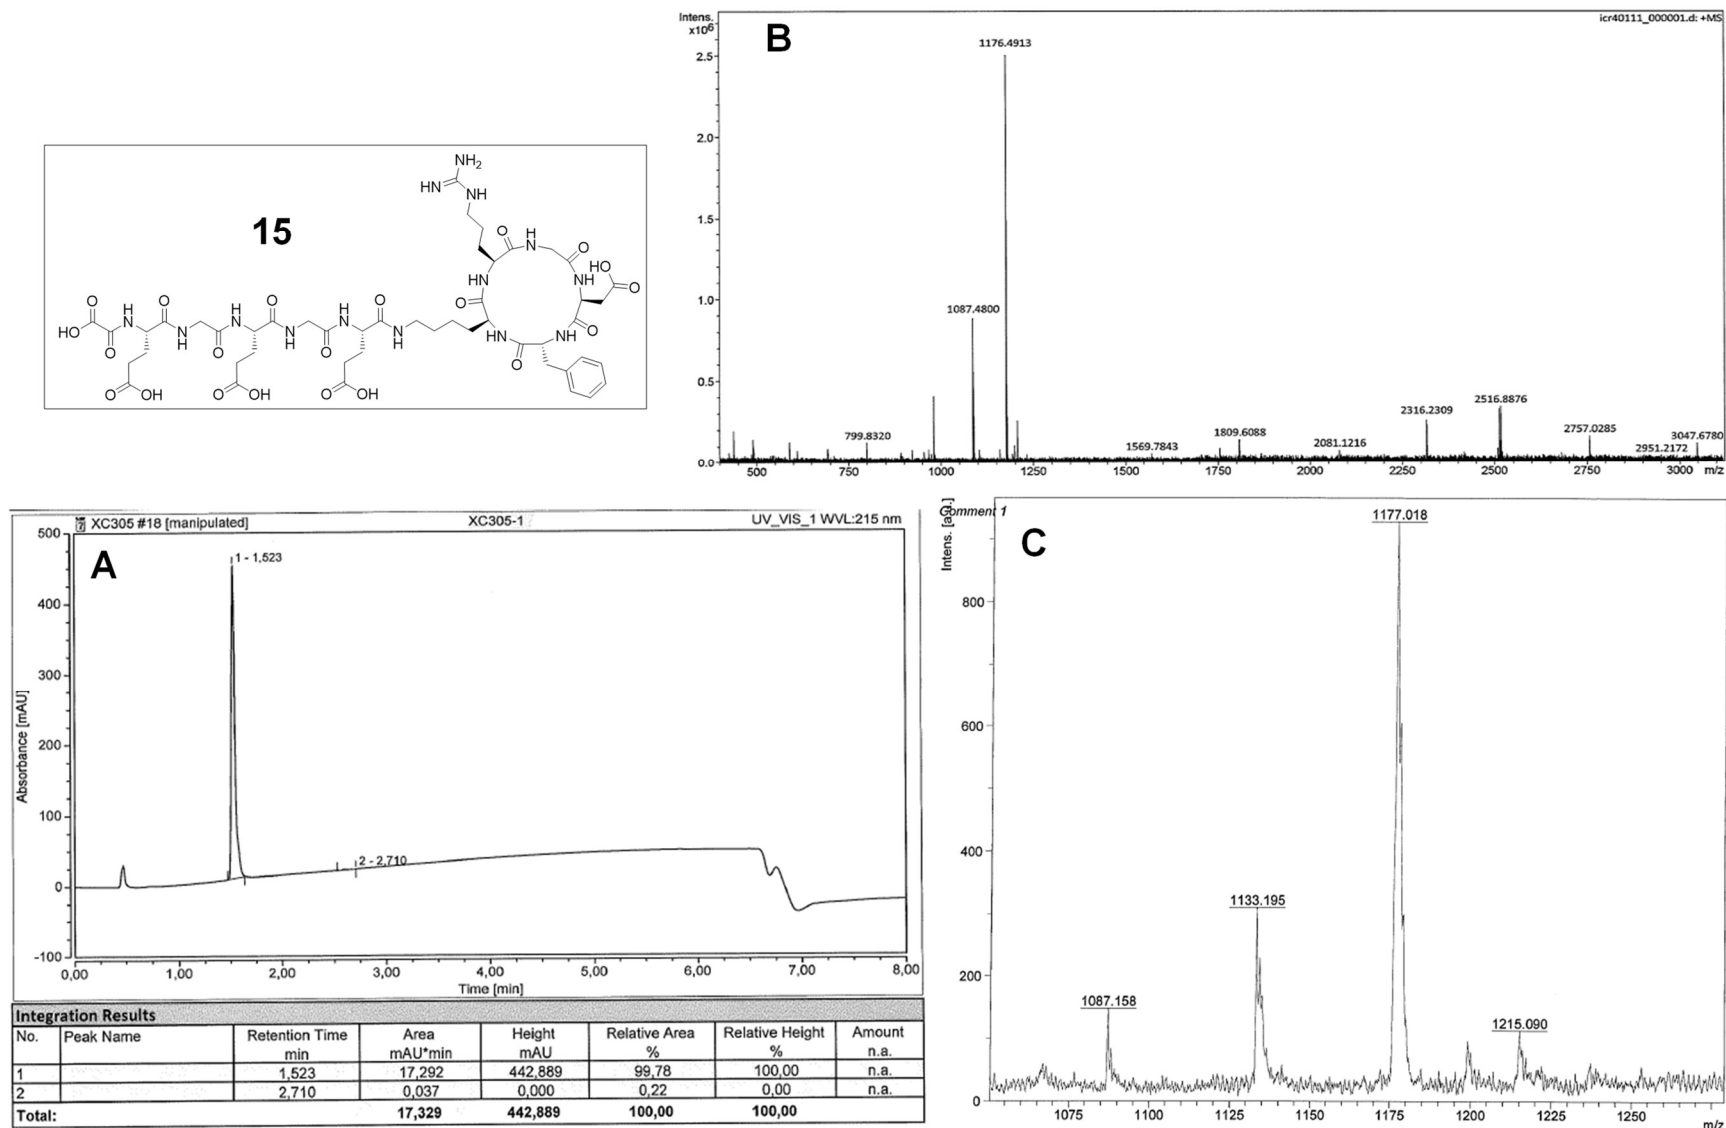 15
NH₂
HN
NH
O
H
N
O
HO
NH
O
HN
O
O
NH
NH
O
O
HO
O
H
N
O
N
H
O
H
N
O
N
H
O
H
N
O
N
H
O
OH
O
OH
O
OH
B
Intens.
x10⁶
icr40111_000001.d: +MS
1176.4913
2.5
2.0
1.5
1.0
1087.4800
0.5
799.8320
1569.7843
1809.6088
2081.1216
2316.2309
2516.8876
2757.0285
2951.2172
3047.6780
0.0
500
750
1000
1250
1500
1750
2000
2250
2500
2750
3000
m/z
XC305 #18 [manipulated]
XC305-1
UV_VIS_1 WVL:215 nm
A
Absorbance [mAU]
500
400
300
200
100
0
-100
1 - 1,523
2 - 2,710
0,00
1,00
2,00
3,00
4,00
5,00
6,00
7,00
8,00
Time [min]
Integration Results
No. Peak Name Retention Time Area Height Relative Area Relative Height Amount
min mAU*min mAU % % n.a.
1 1,523 17,292 442,889 99,78 100,00 n.a.
2 2,710 0,037 0,000 0,22 0,00 n.a.
Total: 17,329 442,889 100,00 100,00
Comment 1
Intens. [a.u.]
C
1177.018
1133.195
1087.158
1215.090
800
600
400
200
0
1075
1100
1125
1150
1175
1200
1225
1250
m/z